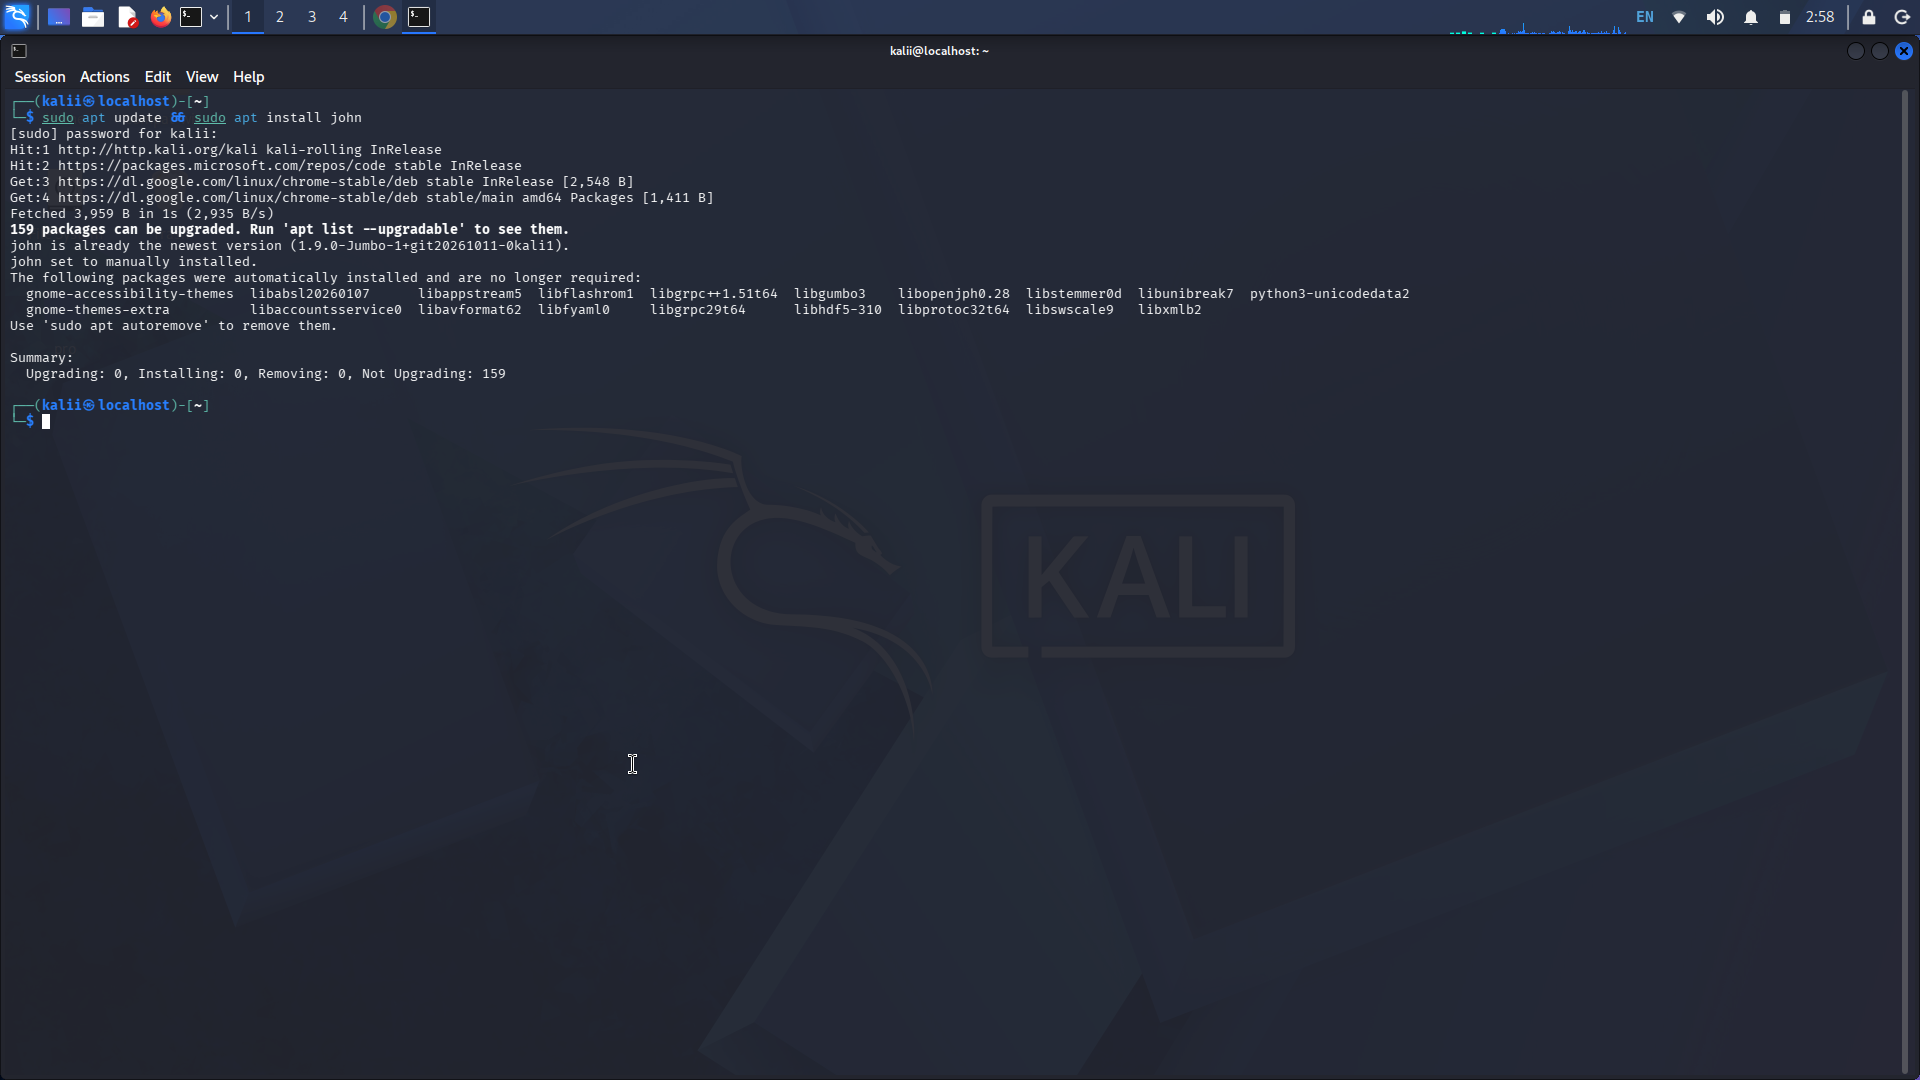 1 2 3 4 EN 2:58
kalii@localhost: ~
Session Actions Edit View Help
┌──(kalii㉿localhost)-[~]
└─$ sudo apt update && sudo apt install john
[sudo] password for kalii:
Hit:1 http://http.kali.org/kali kali-rolling InRelease
Hit:2 https://packages.microsoft.com/repos/code stable InRelease
Get:3 https://dl.google.com/linux/chrome-stable/deb stable InRelease [2,548 B]
Get:4 https://dl.google.com/linux/chrome-stable/deb stable/main amd64 Packages [1,411 B]
Fetched 3,959 B in 1s (2,935 B/s)
159 packages can be upgraded. Run 'apt list --upgradable' to see them.
john is already the newest version (1.9.0-Jumbo-1+git20261011-0kali1).
john set to manually installed.
The following packages were automatically installed and are no longer required:
  gnome-accessibility-themes  libabsl20260107      libappstream5  libflashrom1  libgrpc++1.51t64  libgumbo3    libopenjph0.28  libstemmer0d  libunibreak7  python3-unicodedata2
  gnome-themes-extra          libaccountsservice0  libavformat62  libfyaml0     libgrpc29t64      libhdf5-310  libprotoc32t64  libswscale9   libxmlb2
Use 'sudo apt autoremove' to remove them.

Summary:
  Upgrading: 0, Installing: 0, Removing: 0, Not Upgrading: 159

┌──(kalii㉿localhost)-[~]
└─$
KALI